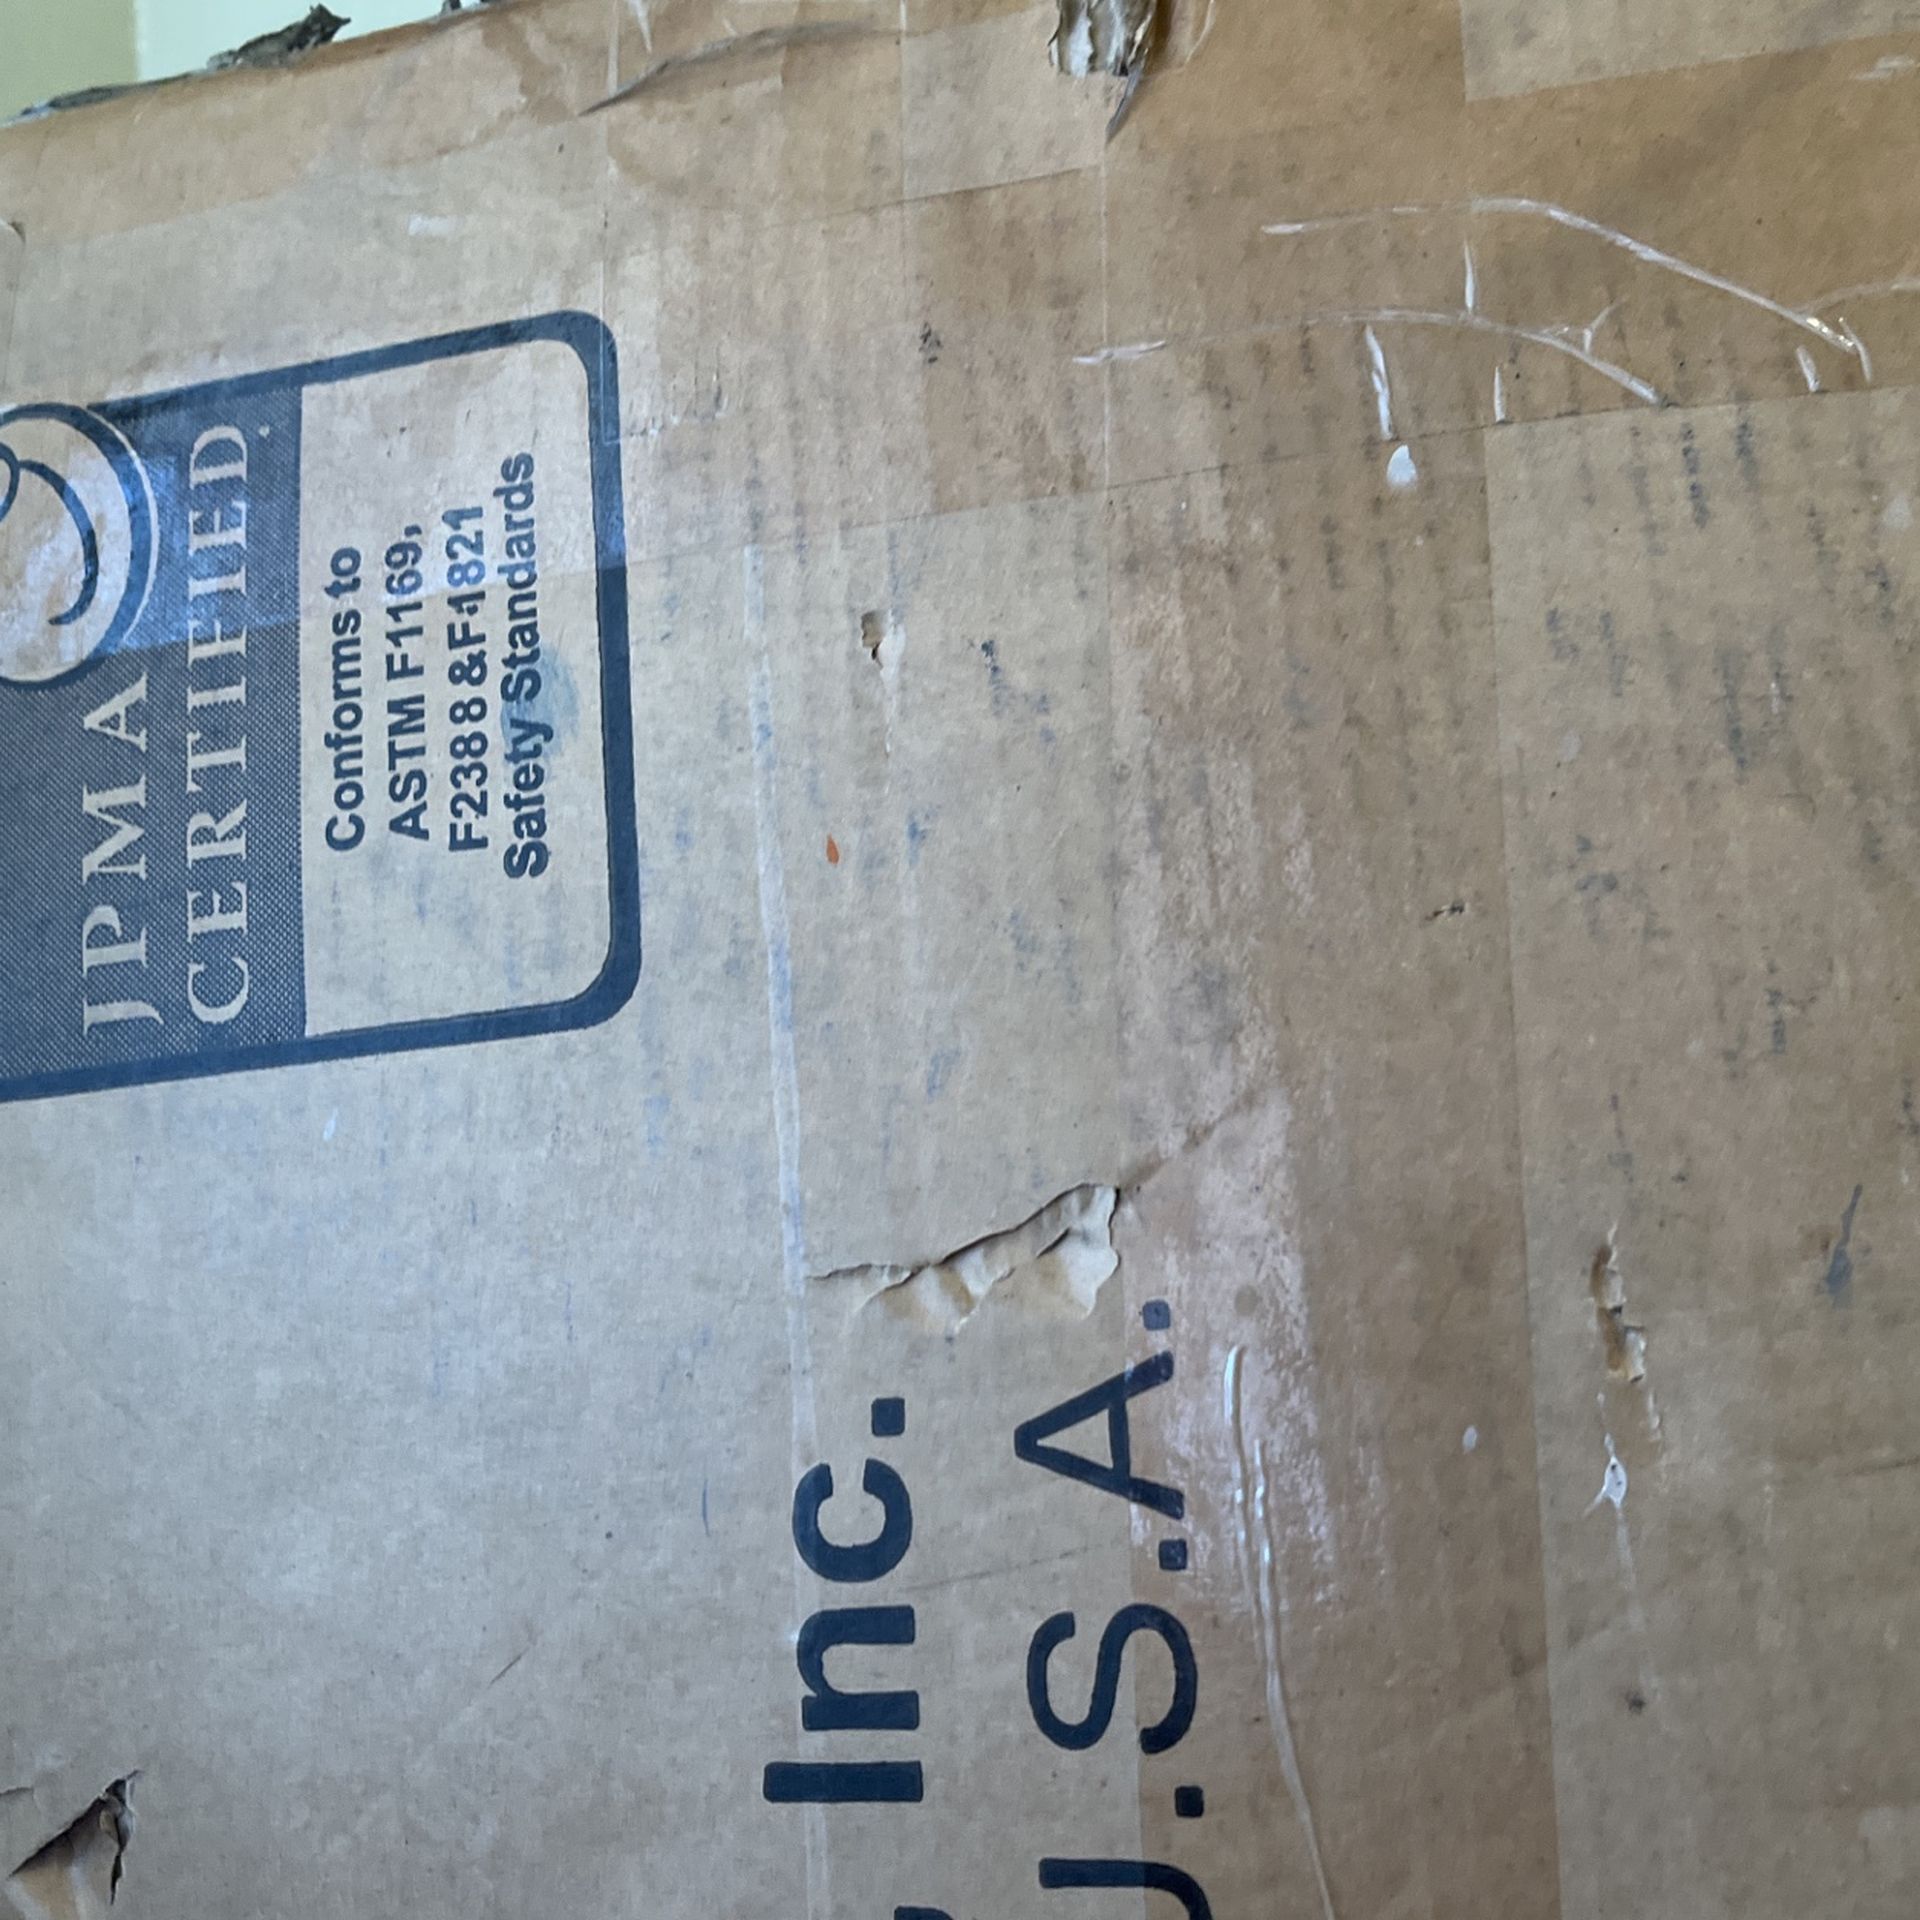 JPMA
CERTIFIED
Conforms to
ASTM F1169,
F2388 & F1821
Safety Standards
Inc.
U.S.A.